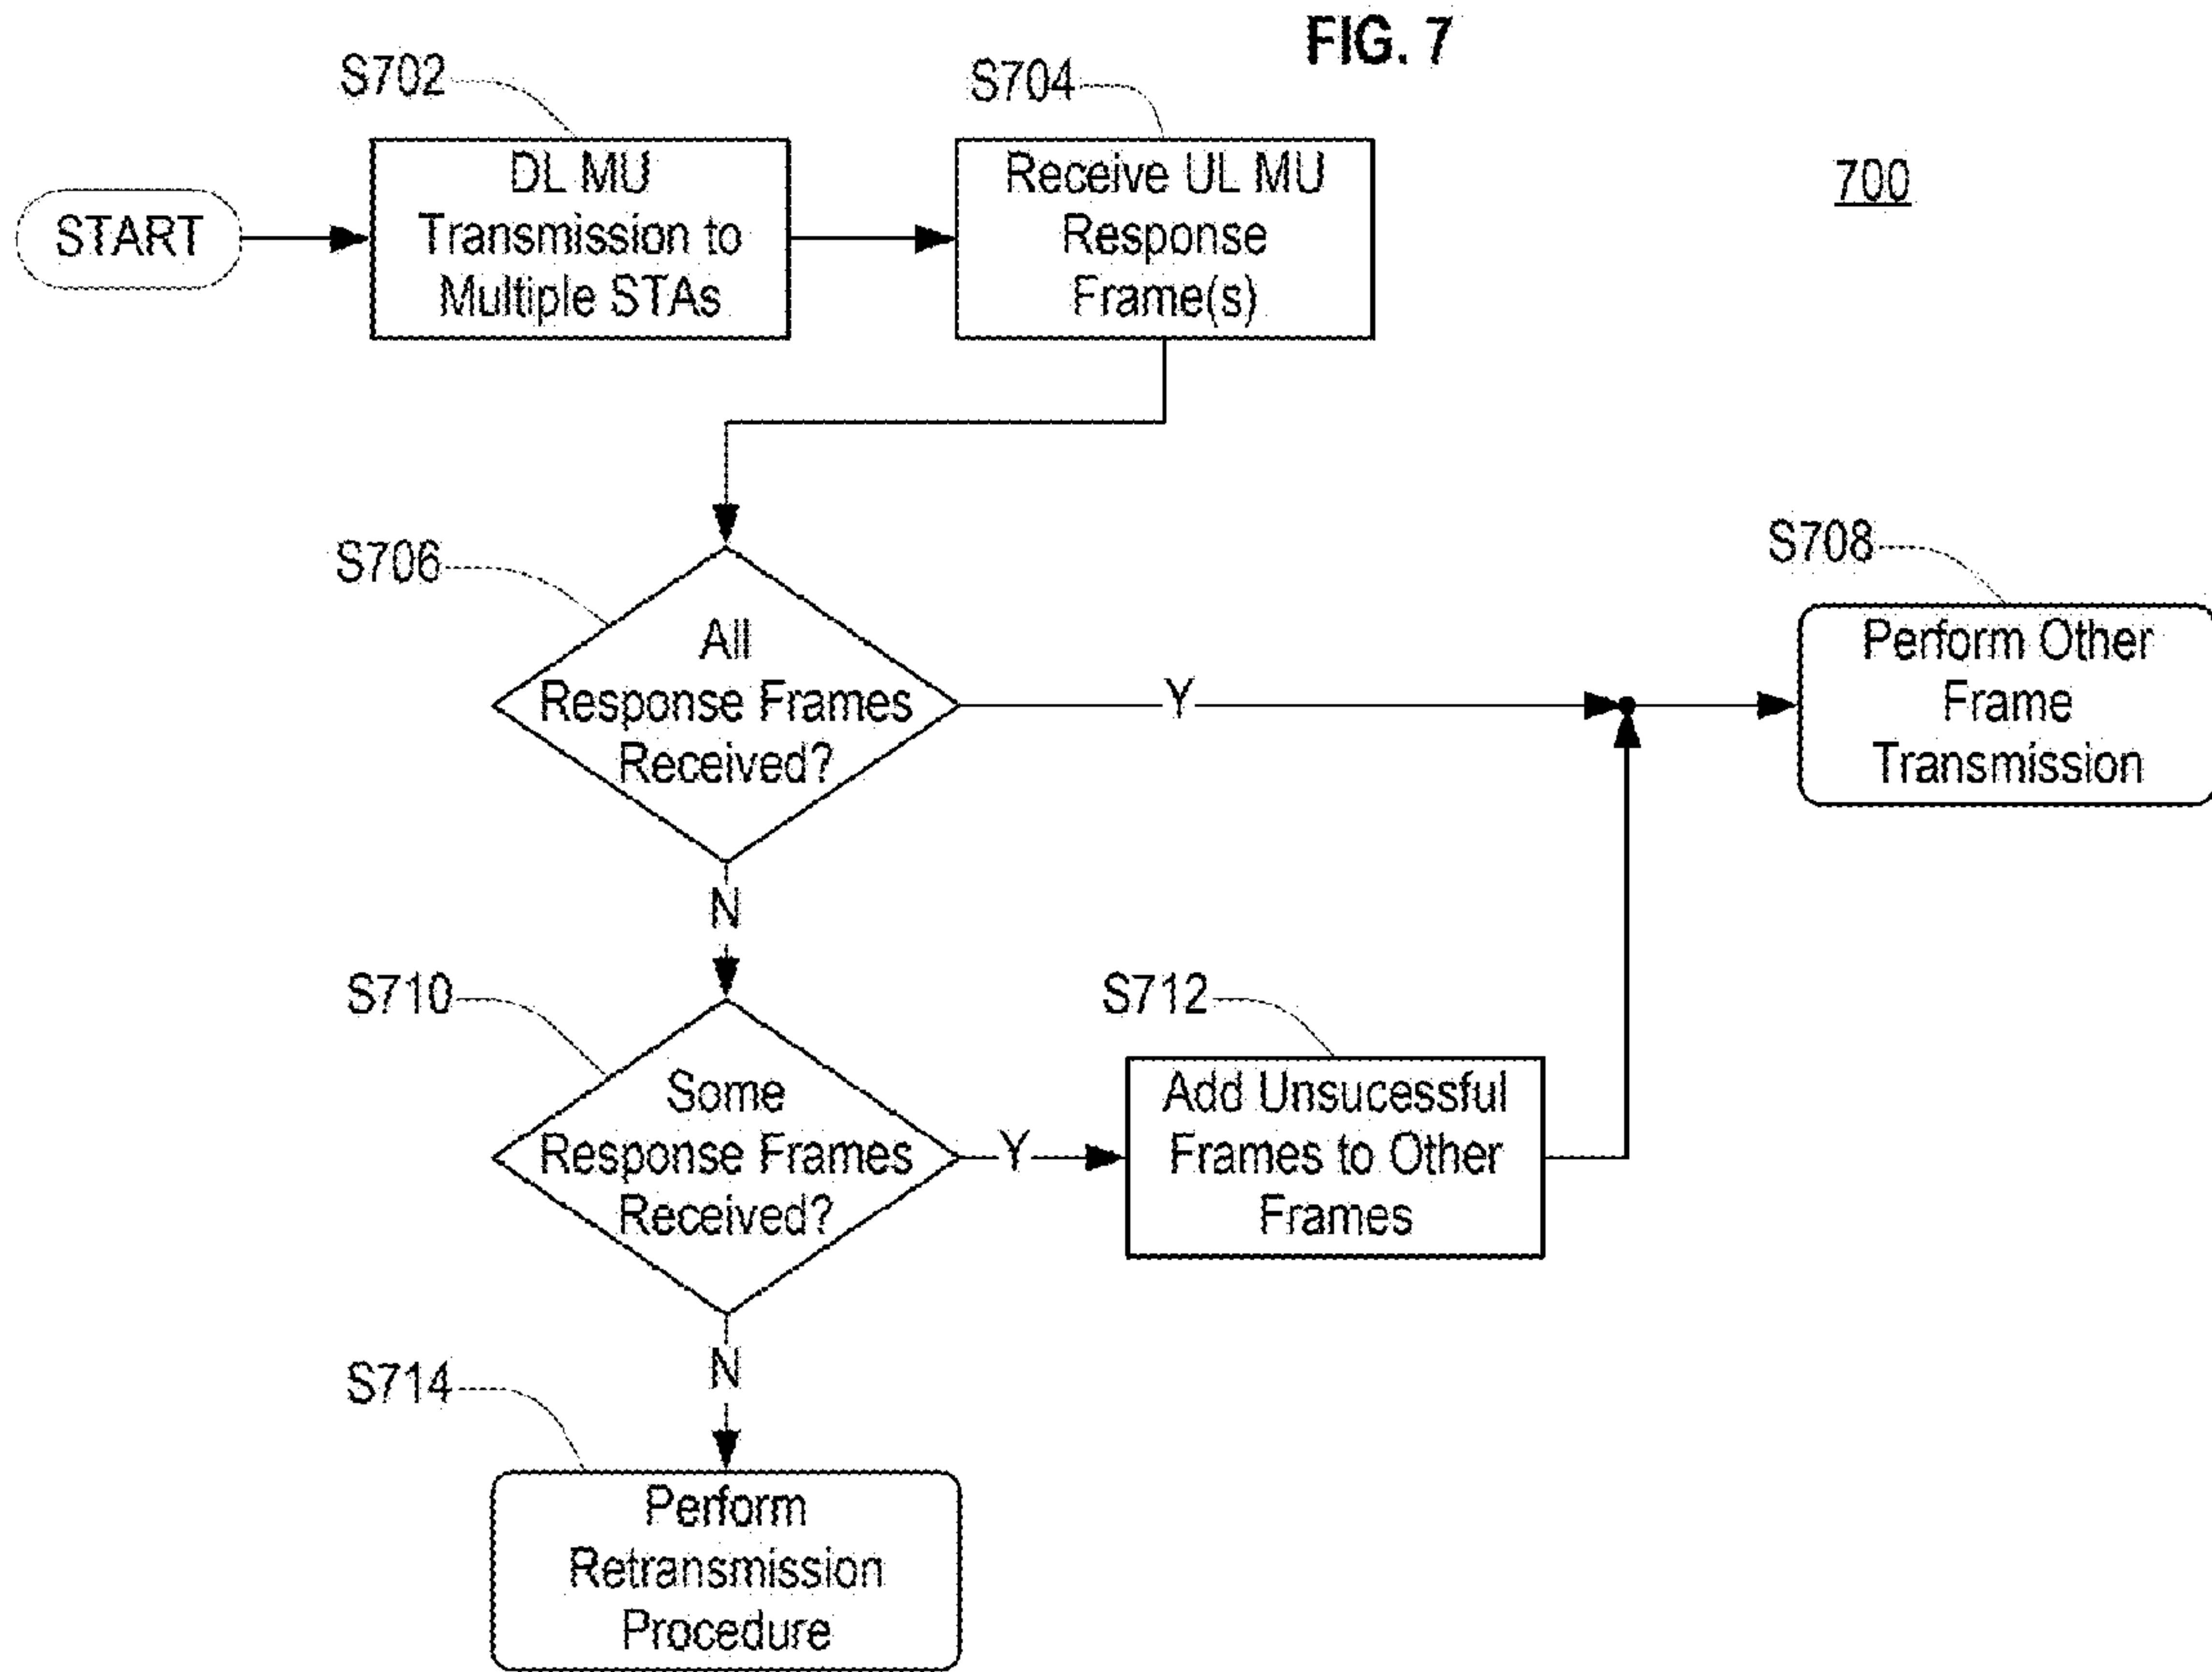 FIG. 7
700
S702
S704
START
DL MU
Transmission to
Multiple STAs
Receive UL MU
Response
Frame(s)
S706
All
Response Frames
Received?
Y
S708
Perform Other
Frame
Transmission
N
S710
Some
Response Frames
Received?
Y
S712
Add Unsucessful
Frames to Other
Frames
N
S714
Perform
Retransmission
Procedure